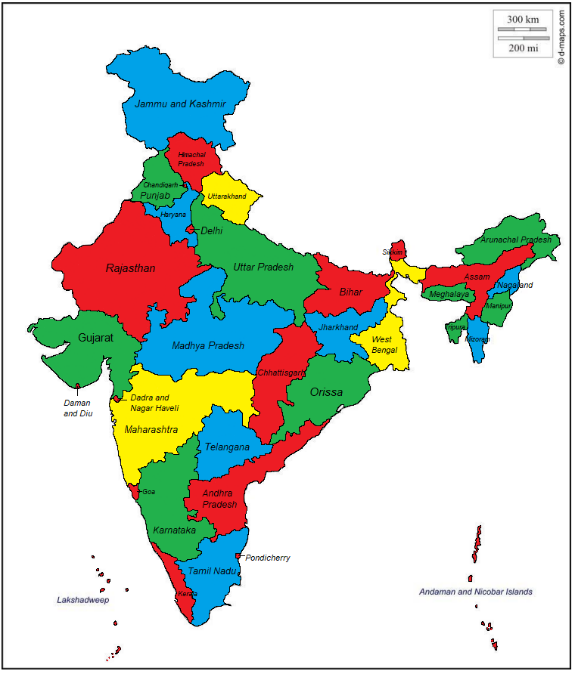 300 km
200 mi
© d-maps.com
Jammu and Kashmir
Himachal
Pradesh
Chandigarh
Punjab
Uttarakhand
Haryana
Delhi
Rajasthan
Uttar Pradesh
Arunachal Pradesh
Sikkim
Assam
Nagaland
Bihar
Meghalaya
Manipur
Gujarat
Madhya Pradesh
Jharkhand
West
Bengal
Tripura
Mizoram
Chhattisgarh
Orissa
Daman
and Diu
Dadra and
Nagar Haveli
Maharashtra
Telangana
Goa
Andhra
Pradesh
Karnataka
Pondicherry
Tamil Nadu
Kerala
Lakshadweep
Andaman and Nicobar Islands